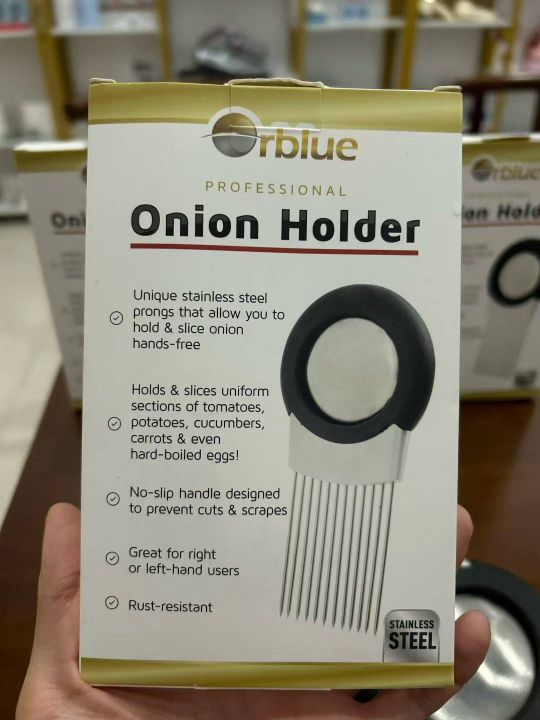 Orblue
PROFESSIONAL
Onion Holder
Unique stainless steel
prongs that allow you to
hold & slice onion
hands-free
Holds & slices uniform
sections of tomatoes,
potatoes, cucumbers,
carrots & even
hard-boiled eggs!
No-slip handle designed
to prevent cuts & scrapes
Great for right
or left-hand users
Rust-resistant
STAINLESS
STEEL
Oni
Orblue
on Hold